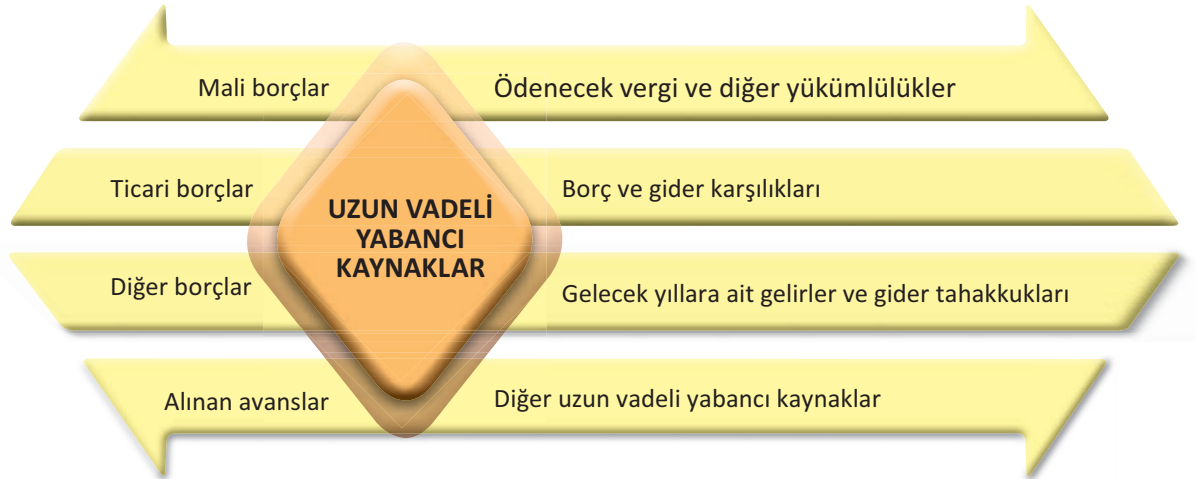 Mali borçlar
Ödenecek vergi ve diğer yükümlülükler
Ticari borçlar
Borç ve gider karşılıkları
UZUN VADELİ
YABANCI
KAYNAKLAR
Diğer borçlar
Gelecek yıllara ait gelirler ve gider tahakkukları
Alınan avanslar
Diğer uzun vadeli yabancı kaynaklar